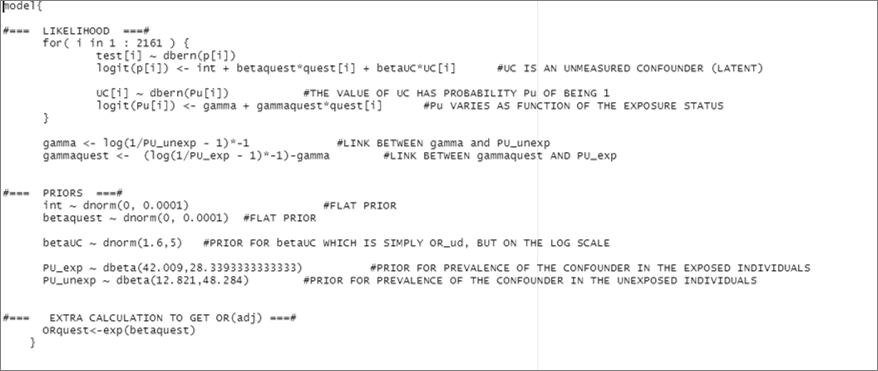 model{
#=== LIKELIHOOD ===#
for( i in 1 : 2161 ) {
test[i] ~ dbern(p[i])
logit(p[i]) <- int + betaquest*quest[i] + betaUC*UC[i] #UC IS AN UNMEASURED CONFOUNDER (LATENT)
UC[i] ~ dbern(Pu[i]) #THE VALUE OF UC HAS PROBABILITY Pu OF BEING 1
logit(Pu[i]) <- gamma + gammaquest*quest[i] #Pu VARIES AS FUNCTION OF THE EXPOSURE STATUS
}
gamma <- log(1/PU_unexp - 1)*-1 #LINK BETWEEN gamma and PU_unexp
gammaquest <- (log(1/PU_exp - 1)*-1)-gamma #LINK BETWEEN gammaquest AND PU_exp
#=== PRIORS ===#
int ~ dnorm(0, 0.0001) #FLAT PRIOR
betaquest ~ dnorm(0, 0.0001) #FLAT PRIOR
betaUC ~ dnorm(1.6,5) #PRIOR FOR betaUC WHICH IS SIMPLY OR_ud, BUT ON THE LOG SCALE
PU_exp ~ dbeta(42.009,28.3393333333333) #PRIOR FOR PREVALENCE OF THE CONFOUNDER IN THE EXPOSED INDIVIDUALS
PU_unexp ~ dbeta(12.821,48.284) #PRIOR FOR PREVALENCE OF THE CONFOUNDER IN THE UNEXPOSED INDIVIDUALS
#=== EXTRA CALCULATION TO GET OR(adj) ===#
ORquest<-exp(betaquest)
}